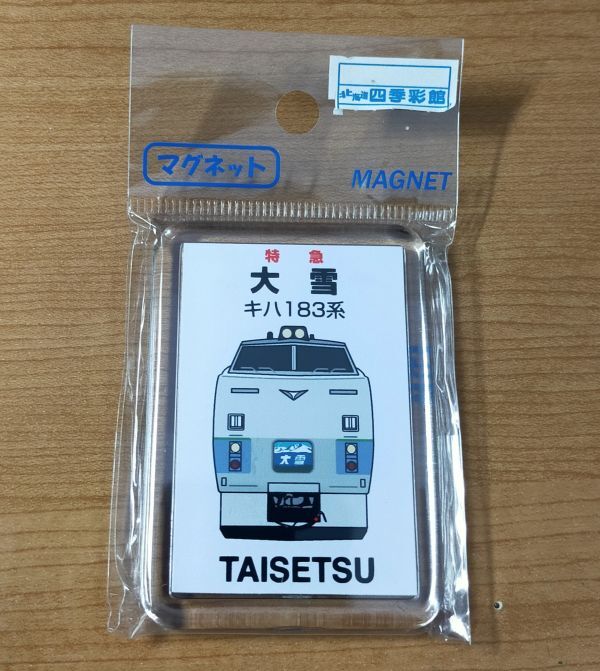 北海道四季彩館
マグネット
MAGNET
特急
大雪
キハ183系
大雪
TAISETSU